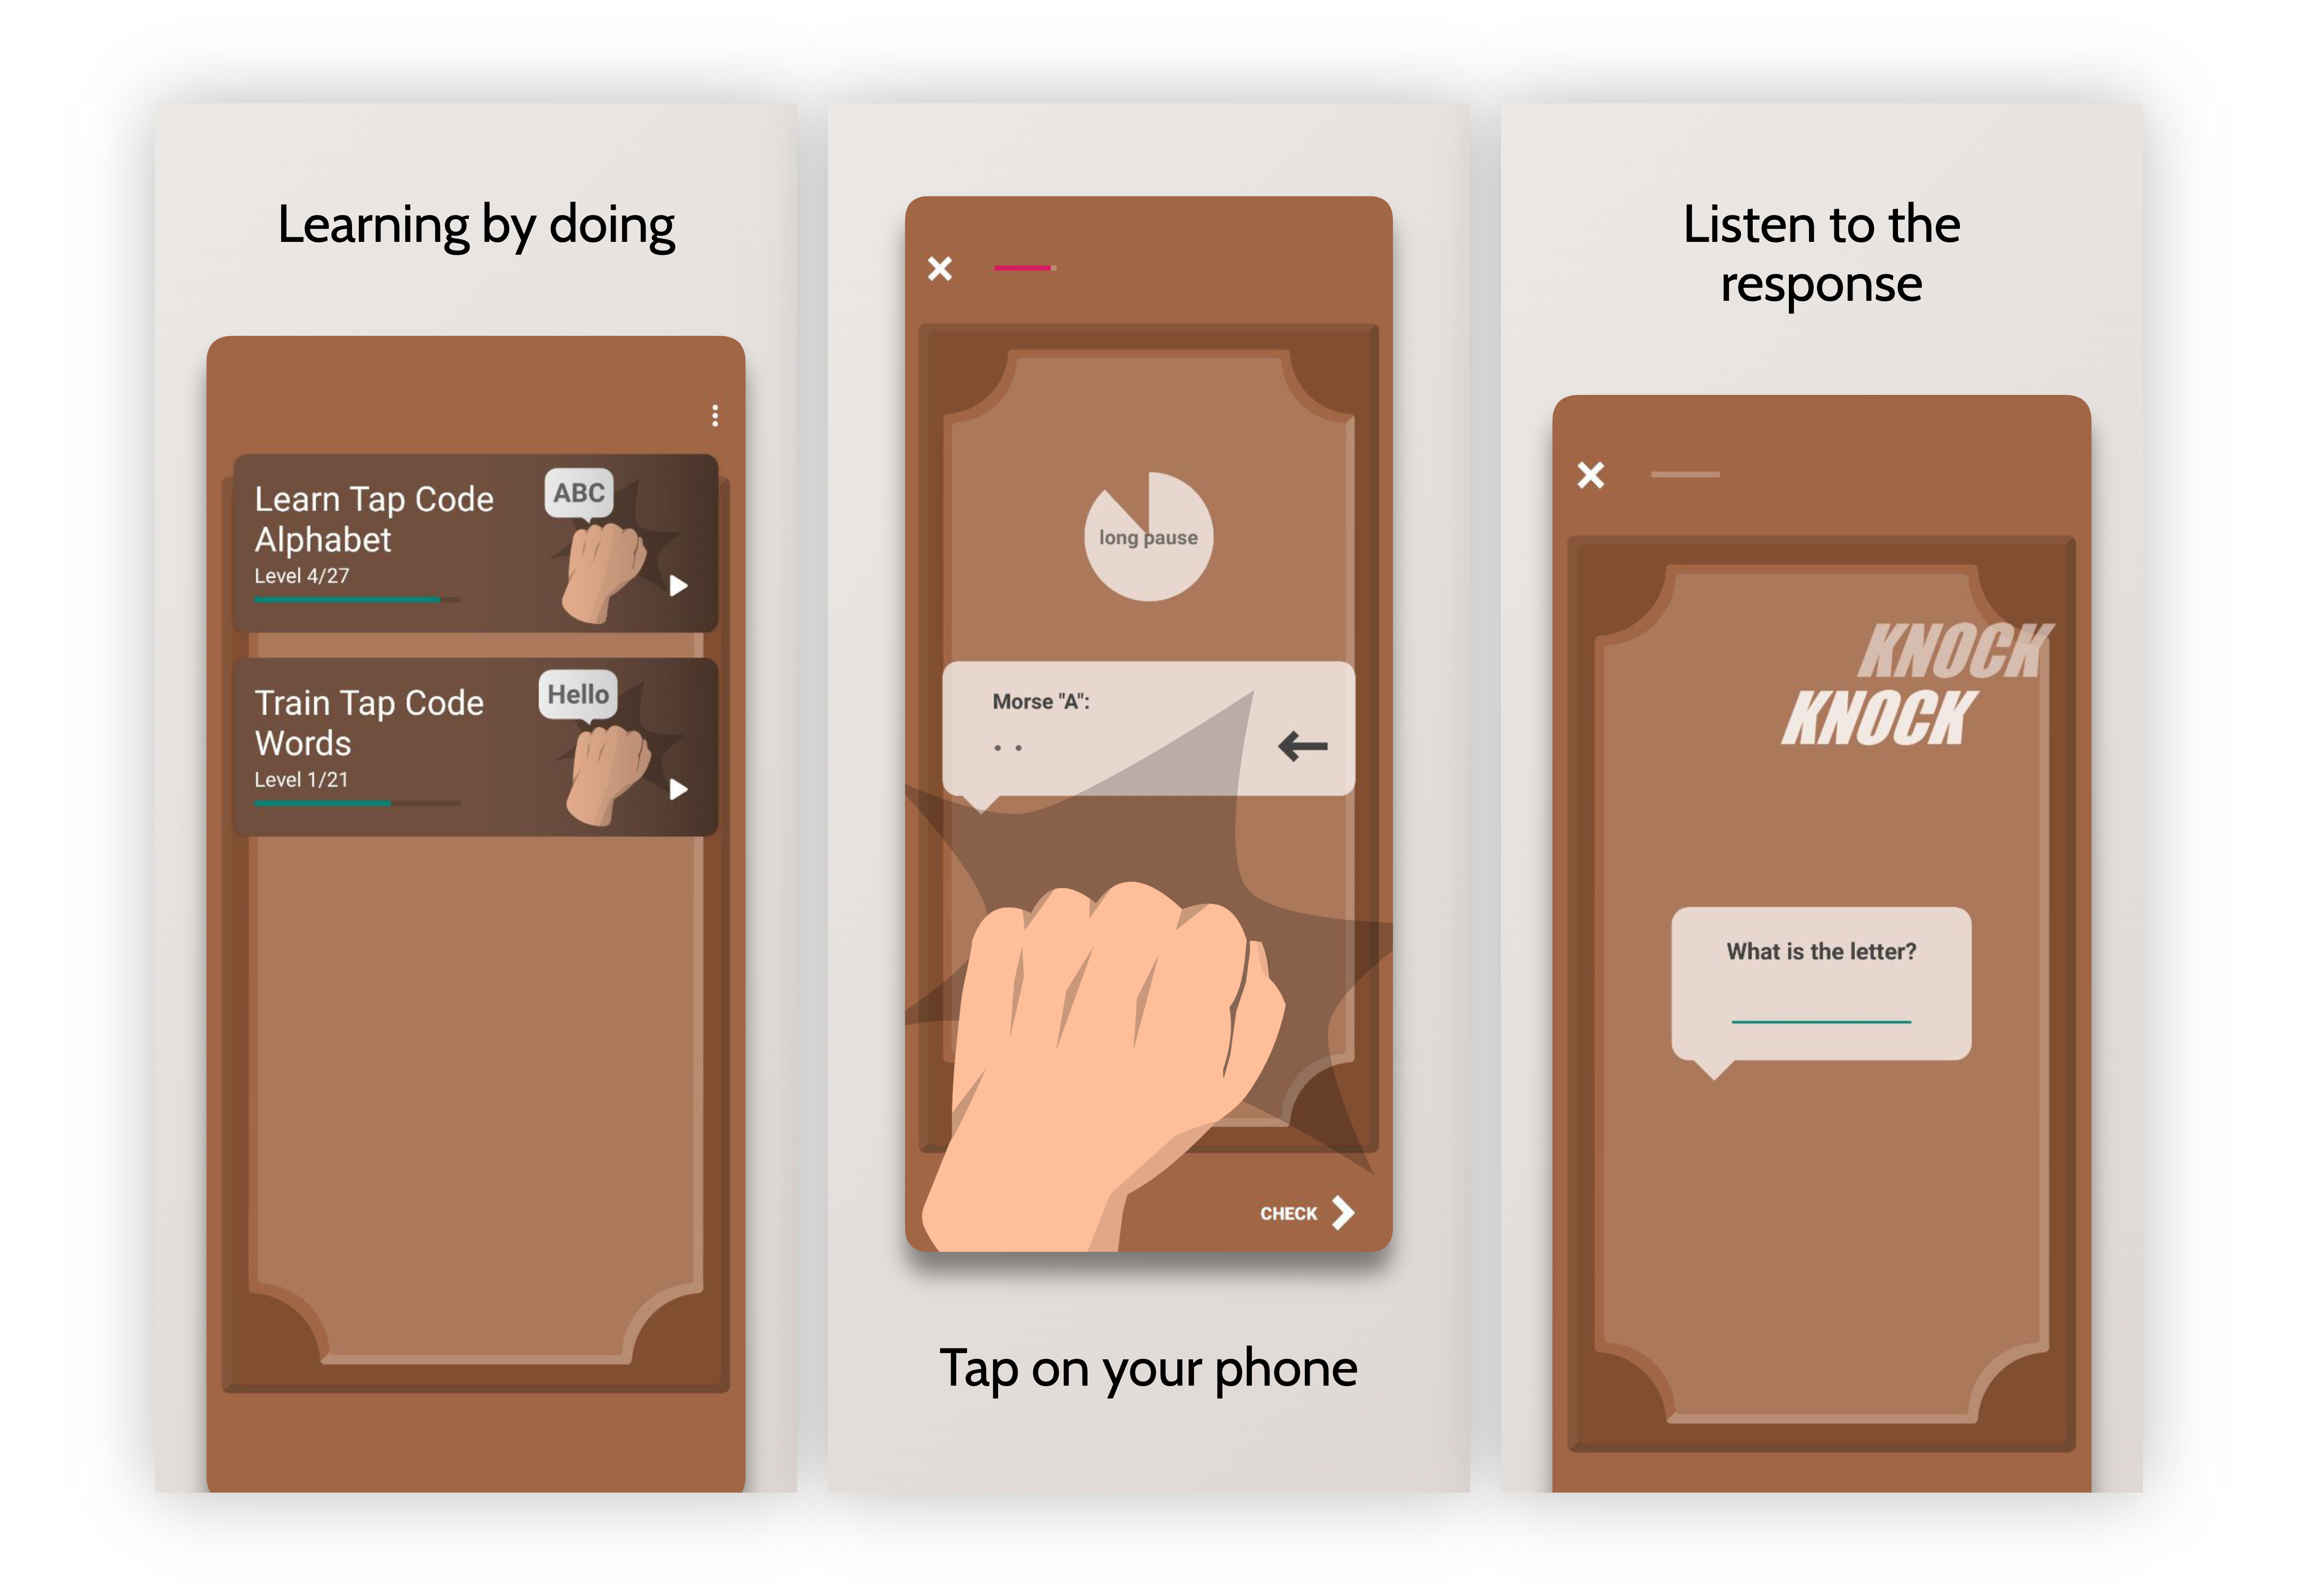 Learning by doing
Learn Tap Code
Alphabet
Level 4/27
ABC
Train Tap Code
Words
Level 1/21
Hello
long pause
Morse "A":
. .
CHECK
Tap on your phone
Listen to the
response
KNOCK
KNOCK
What is the letter?